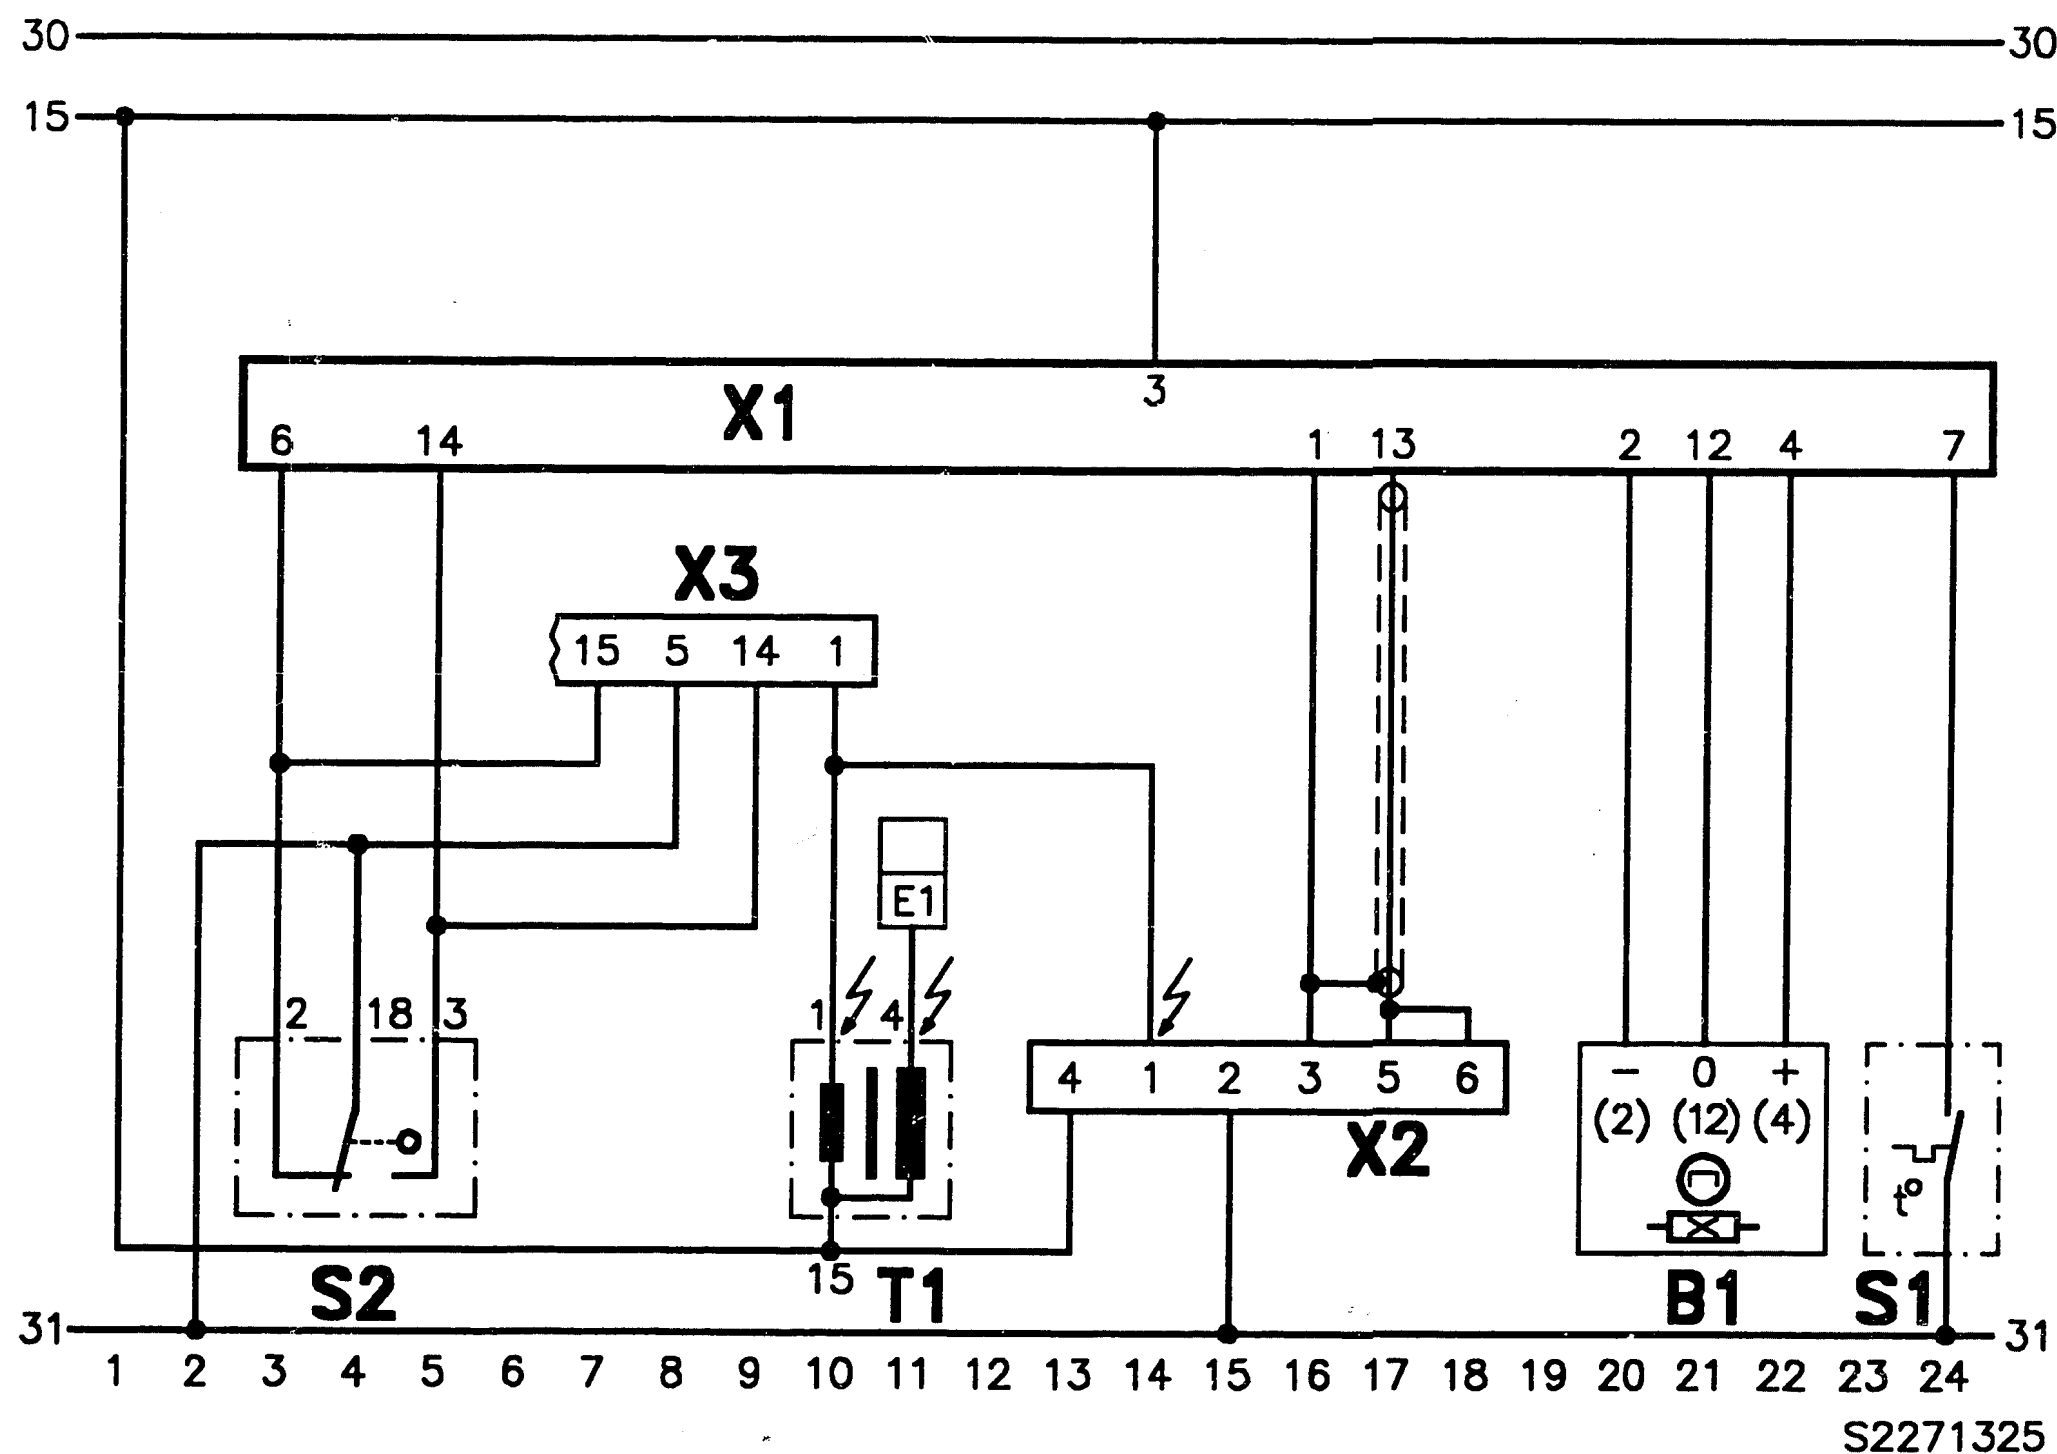 30 30
15 15
X1 3
6 14 1 13 2 12 4 7
X3
15 5 14 1
E1
2 18 3 1 4
4 1 2 3 5 6 − 0 +
(2) (12) (4)
X2
t°
S2 15 T1 B1 S1
31 31
1 2 3 4 5 6 7 8 9 10 11 12 13 14 15 16 17 18 19 20 21 22 23 24
S2271325